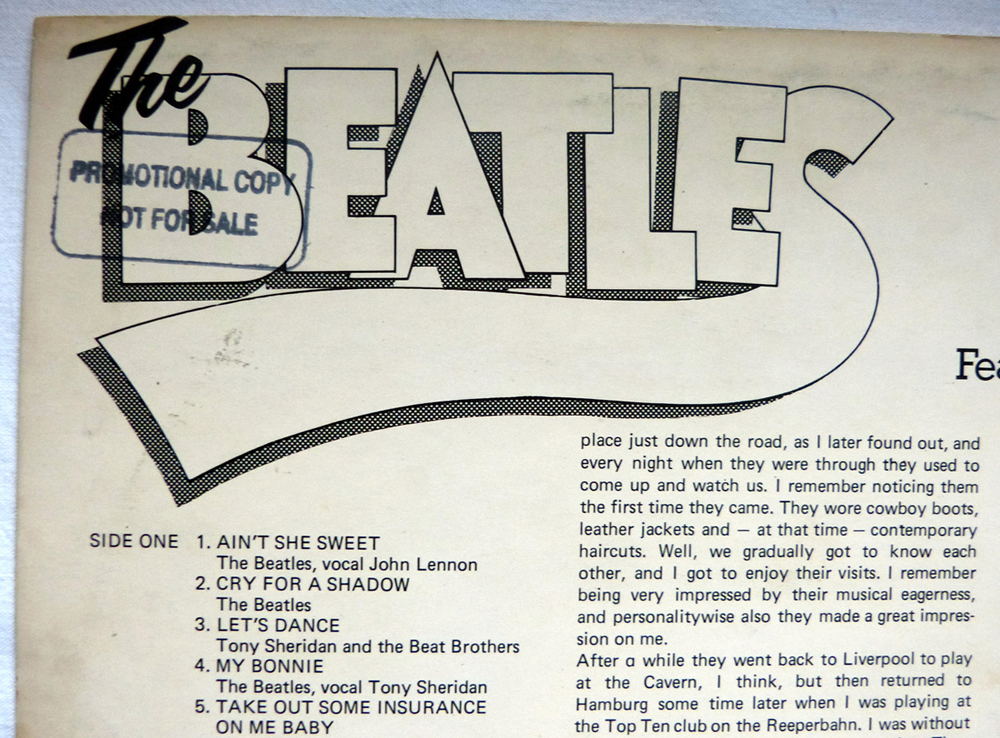 The
BEATLES
PROMOTIONAL COPY
NOT FOR SALE
Fea
SIDE ONE 1. AIN'T SHE SWEET
The Beatles, vocal John Lennon
2. CRY FOR A SHADOW
The Beatles
3. LET'S DANCE
Tony Sheridan and the Beat Brothers
4. MY BONNIE
The Beatles, vocal Tony Sheridan
5. TAKE OUT SOME INSURANCE
ON ME BABY
place just down the road, as I later found out, and
every night when they were through they used to
come up and watch us. I remember noticing them
the first time they came. They wore cowboy boots,
leather jackets and — at that time — contemporary
haircuts. Well, we gradually got to know each
other, and I got to enjoy their visits. I remember
being very impressed by their musical eagerness,
and personalitywise also they made a great impres-
sion on me.
After a while they went back to Liverpool to play
at the Cavern, I think, but then returned to
Hamburg some time later when I was playing at
the Top Ten club on the Reeperbahn. I was without